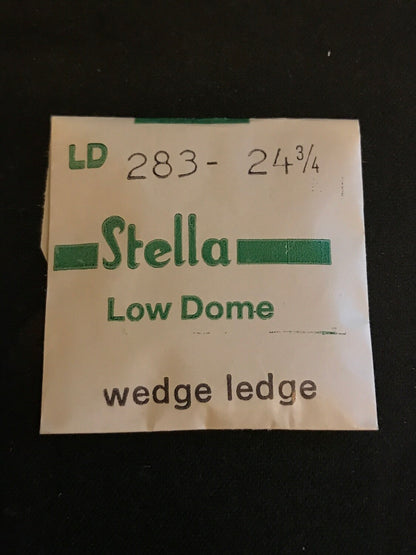 LD 283- 24¾
Stella
Low Dome
wedge ledge